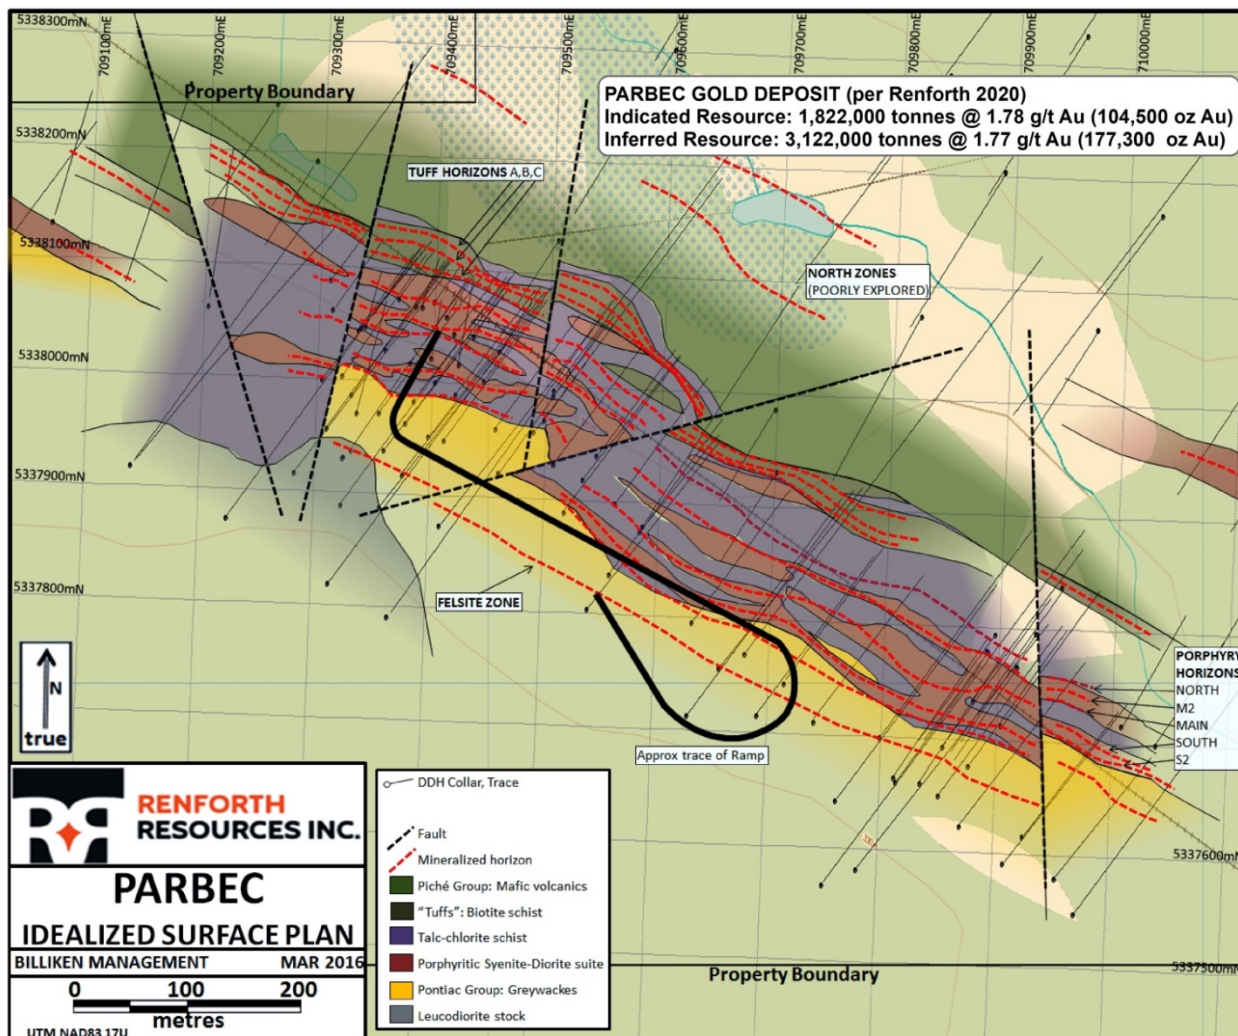 5338300mN
709100mE
709200mE
709300mE
709400mE
709500mE
709600mE
709700mE
709800mE
709900mE
710000mE
Property Boundary
PARBEC GOLD DEPOSIT (per Renforth 2020)
Indicated Resource: 1,822,000 tonnes @ 1.78 g/t Au (104,500 oz Au)
Inferred Resource: 3,122,000 tonnes @ 1.77 g/t Au (177,300 oz Au)
5338200mN
TUFF HORIZONS A,B,C
5338100mN
NORTH ZONES
(POORLY EXPLORED)
5338000mN
5337900mN
5337800mN
FELSITE ZONE
N
true
PORPHYRY
HORIZONS
NORTH
M2
MAIN
SOUTH
S2
Approx trace of Ramp
5337600mN
5337500mN
Property Boundary
RENFORTH
RESOURCES INC.
PARBEC
IDEALIZED SURFACE PLAN
BILLIKEN MANAGEMENT MAR 2016
0 100 200
metres
UTM NAD83 17U
DDH Collar, Trace
Fault
Mineralized horizon
Piché Group: Mafic volcanics
“Tuffs”: Biotite schist
Talc-chlorite schist
Porphyritic Syenite-Diorite suite
Pontiac Group: Greywackes
Leucodiorite stock